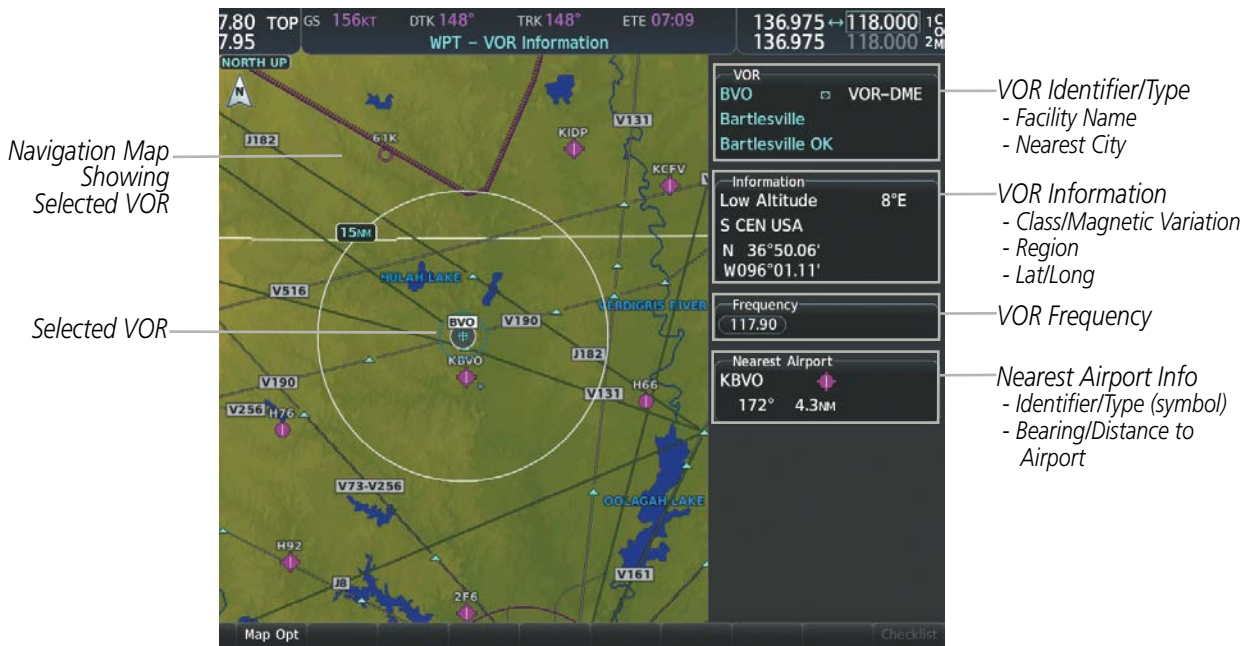 7.80 TOP GS 156KT DTK 148° TRK 148° ETE 07:09 136.975 ↔ 118.000 1
7.95 WPT – VOR Information 136.975 118.000 2
NORTH UP
N
V131
61K
KIDP
J182
KCFV
15NM
HULAH LAKE
V516
VERDIGRIS RIVER
BVO
V190
KBVO
J182
V190
V131
H66
V256
H76
V73-V256
OOLAGAH LAKE
H92
J8
V161
2F6
Map Opt
Checklist
VOR
BVO VOR–DME
Bartlesville
Bartlesville OK
Information
Low Altitude 8°E
S CEN USA
N 36°50.06'
W096°01.11'
Frequency
117.90
Nearest Airport
KBVO
172° 4.3NM
Navigation Map
Showing
Selected VOR
Selected VOR
VOR Identifier/Type
- Facility Name
- Nearest City
VOR Information
- Class/Magnetic Variation
- Region
- Lat/Long
VOR Frequency
Nearest Airport Info
- Identifier/Type (symbol)
- Bearing/Distance to
Airport